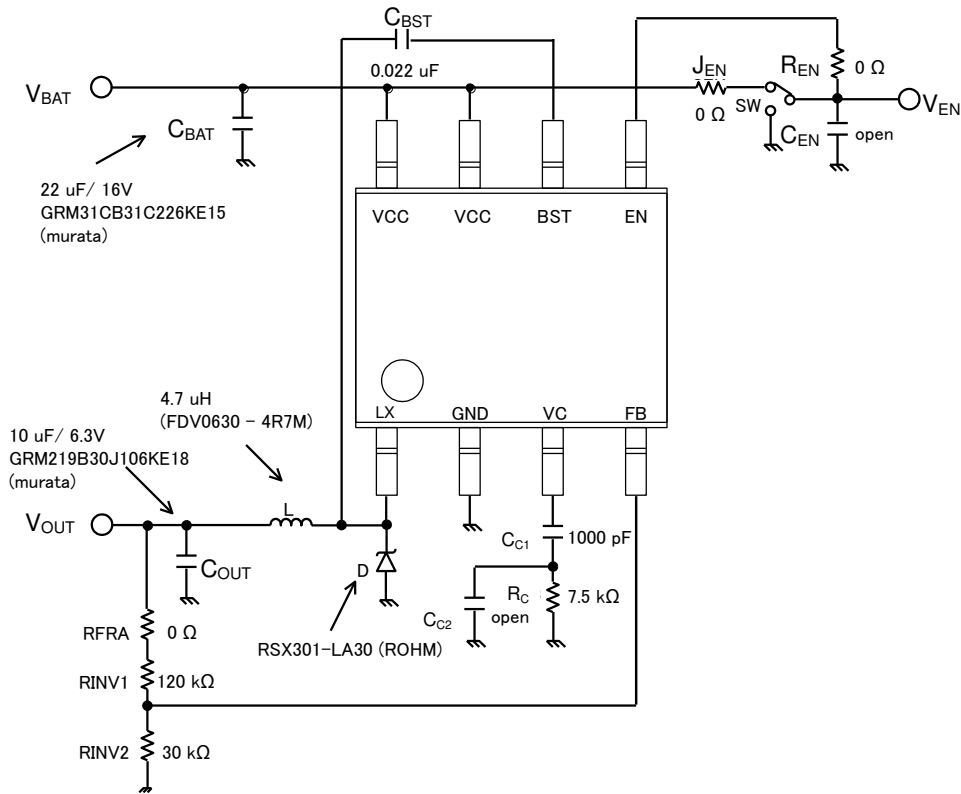 CBST
0.022 uF
VBAT
CBAT
22 uF/ 16V
GRM31CB31C226KE15
(murata)
JEN
0 Ω
SW
REN
0 Ω
VEN
CEN
open
VCC
VCC
BST
EN
LX
GND
VC
FB
4.7 uH
(FDV0630 - 4R7M)
10 uF/ 6.3V
GRM219B30J106KE18
(murata)
VOUT
L
COUT
D
RSX301-LA30 (ROHM)
CC1
1000 pF
CC2
open
RC
7.5 kΩ
RFRA
0 Ω
RINV1
120 kΩ
RINV2
30 kΩ